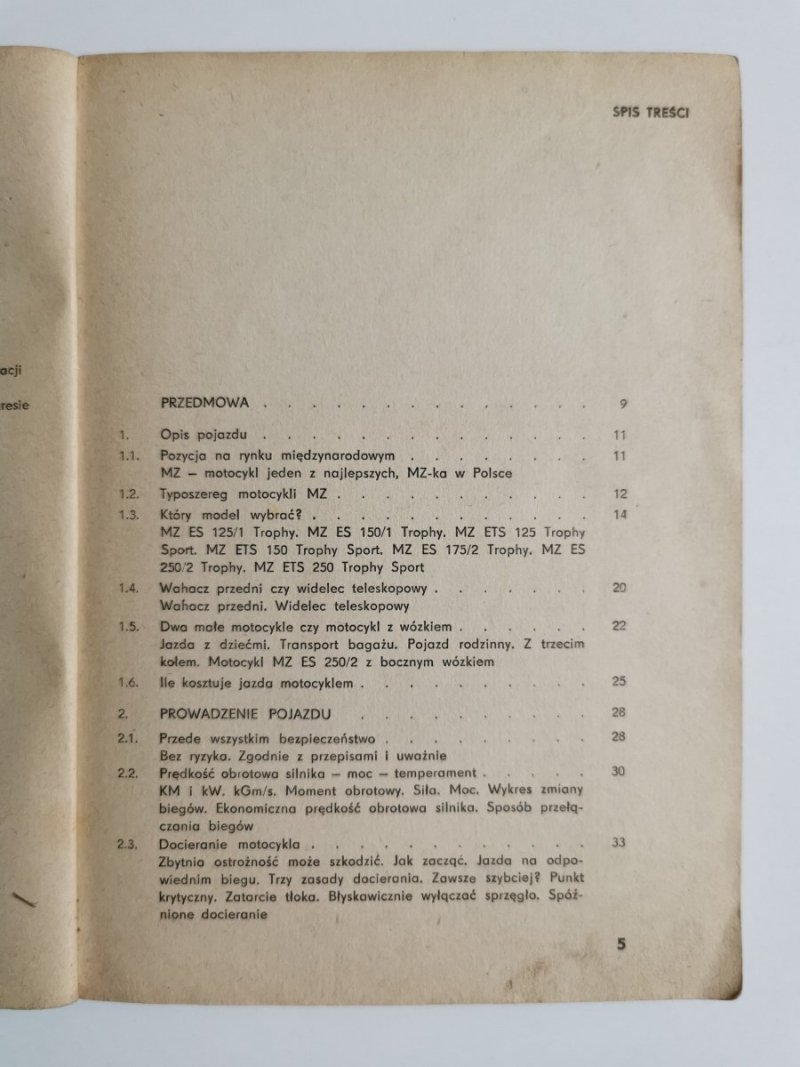 acji
resie
SPIS TREŚCI
PRZEDMOWA . . . . . . . . . . . . . . 9
1. Opis pojazdu . . . . . . . . . . . . . . 11
1.1. Pozycja na rynku międzynarodowym . . . . . . . . 11
MZ — motocykl jeden z najlepszych, MZ-ka w Polsce
1.2. Typoszereg motocykli MZ . . . . . . . . . . . 12
1.3. Który model wybrać? . . . . . . . . . . . . 14
MZ ES 125/1 Trophy. MZ ES 150/1 Trophy. MZ ETS 125 Trophy
Sport. MZ ETS 150 Trophy Sport. MZ ES 175/2 Trophy. MZ ES
250/2 Trophy. MZ ETS 250 Trophy Sport
1.4. Wahacz przedni czy widelec teleskopowy . . . . . . . 20
Wahacz przedni. Widelec teleskopowy
1.5. Dwa małe motocykle czy motocykl z wózkiem . . . . . . 22
Jazda z dziećmi. Transport bagażu. Pojazd rodzinny. Z trzecim
kołem. Motocykl MZ ES 250/2 z bocznym wózkiem
1.6. Ile kosztuje jazda motocyklem . . . . . . . . . . 25
2. PROWADZENIE POJAZDU . . . . . . . . . . 28
2.1. Przede wszystkim bezpieczeństwo . . . . . . . . . 28
Bez ryzyka. Zgodnie z przepisami i uważnie
2.2. Prędkość obrotowa silnika — moc — temperament . . . . . 30
KM i kW. kGm/s. Moment obrotowy. Siła. Moc. Wykres zmiany
biegów. Ekonomiczna prędkość obrotowa silnika. Sposób przełą-
czania biegów
2.3. Docieranie motocykla . . . . . . . . . . . . 33
Zbytnia ostrożność może szkodzić. Jak zacząć. Jazda na odpo-
wiednim biegu. Trzy zasady docierania. Zawsze szybciej? Punkt
krytyczny. Zatarcie tłoka. Błyskawicznie wyłączać sprzęgło. Spóź-
nione docieranie
5